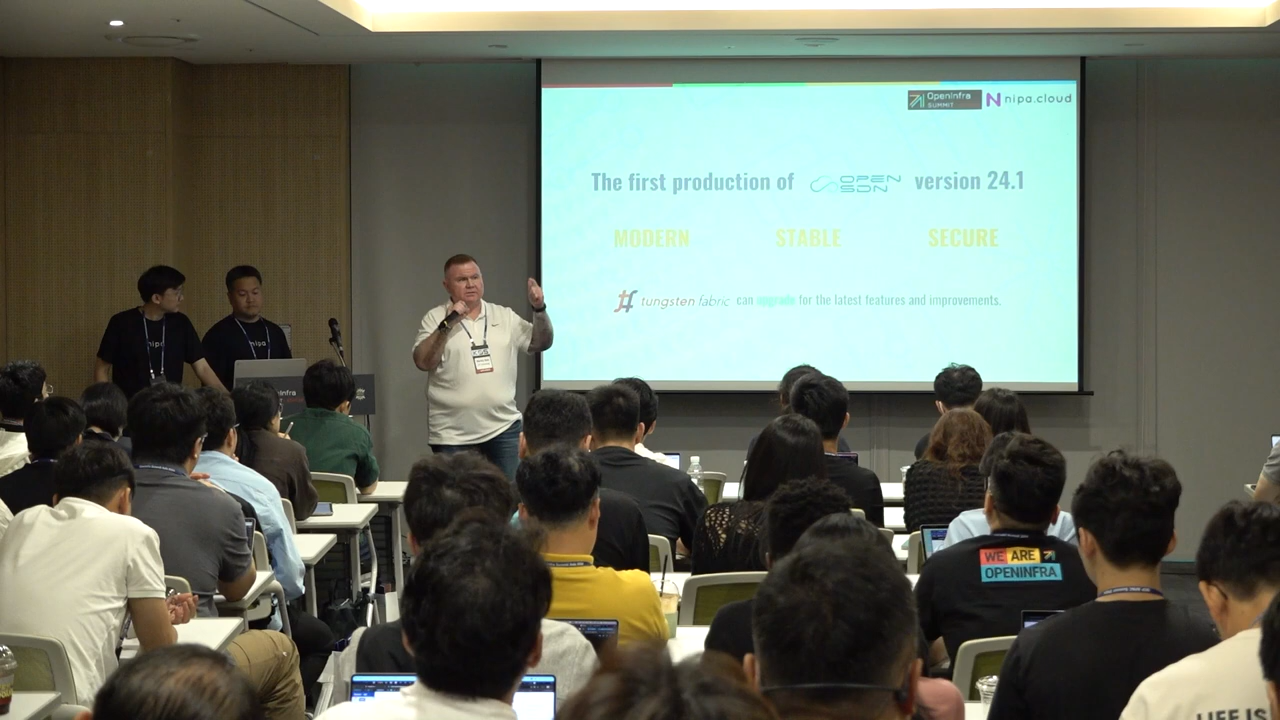 OpenInfra
SUMMIT
nipa.cloud
The first production of OPEN SDN version 24.1
MODERN STABLE SECURE
tungsten fabric can upgrade for the latest features and improvements.
nipa
nipa
WE ARE
OPENINFRA
LIFE IS